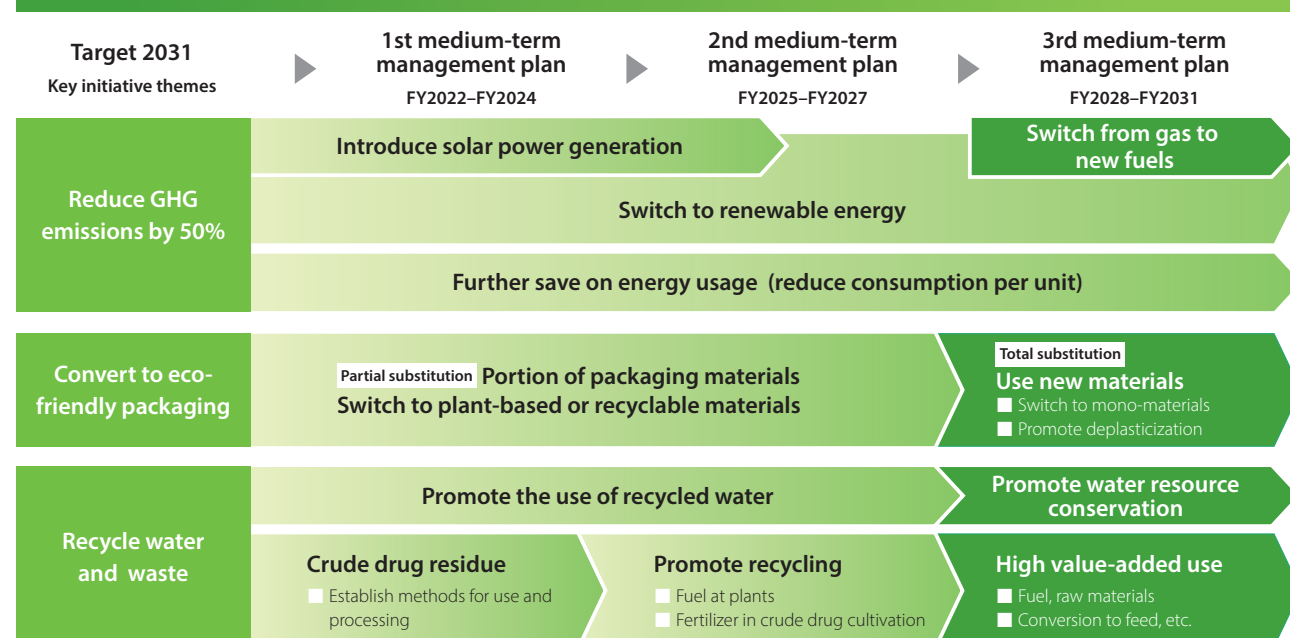 Target 2031
Key initiative themes
1st medium-term
management plan
FY2022–FY2024
2nd medium-term
management plan
FY2025–FY2027
3rd medium-term
management plan
FY2028–FY2031
Reduce GHG
emissions by 50%
Introduce solar power generation
Switch from gas to
new fuels
Switch to renewable energy
Further save on energy usage (reduce consumption per unit)
Convert to eco-
friendly packaging
Partial substitution Portion of packaging materials
Switch to plant-based or recyclable materials
Total substitution
Use new materials
Switch to mono-materials
Promote deplasticization
Recycle water
and waste
Promote the use of recycled water
Promote water resource
conservation
Crude drug residue
Establish methods for use and
processing
Promote recycling
Fuel at plants
Fertilizer in crude drug cultivation
High value-added use
Fuel, raw materials
Conversion to feed, etc.